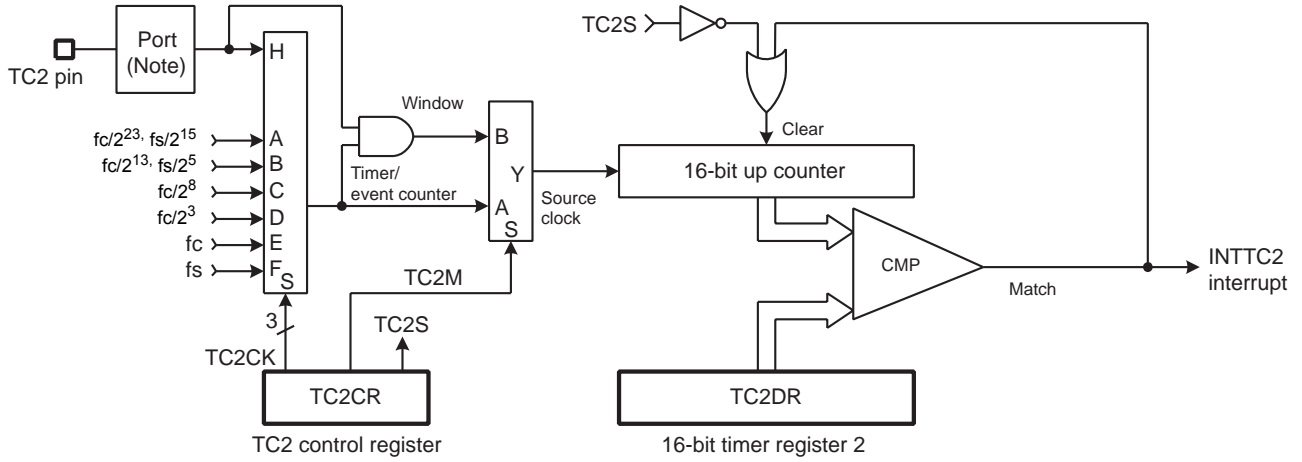 TC2 pin
Port
(Note)
H
fc/2^23, fs/2^15
A
fc/2^13, fs/2^5
B
fc/2^8
C
fc/2^3
D
fc
E
fs
F
S
3
TC2CK
Window
Timer/
event counter
B
Y
A
S
TC2M
TC2S
Source
clock
TC2CR
TC2 control register
TC2S
Clear
16-bit up counter
CMP
Match
INTTC2
interrupt
TC2DR
16-bit timer register 2